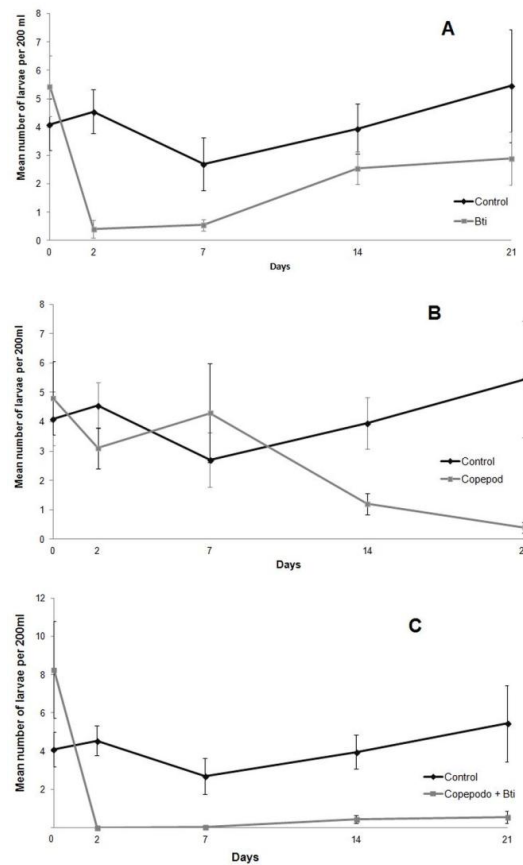 A
Mean number of larvae per 200 ml
8
7
6
5
4
3
2
1
0
Control
Bti
0 2 7 14 21
Days
B
Mean number of larvae per 200ml
8
7
6
5
4
3
2
1
0
Control
Copepod
0 2 7 14 2
Days
C
Mean number of larvae per 200ml
12
10
8
6
4
2
Control
Copepodo + Bti
0 2 7 14 21
Days